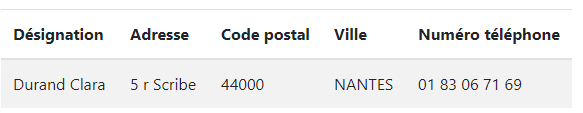 Désignation Adresse Code postal Ville Numéro téléphone
Durand Clara 5 r Scribe 44000 NANTES 01 83 06 71 69